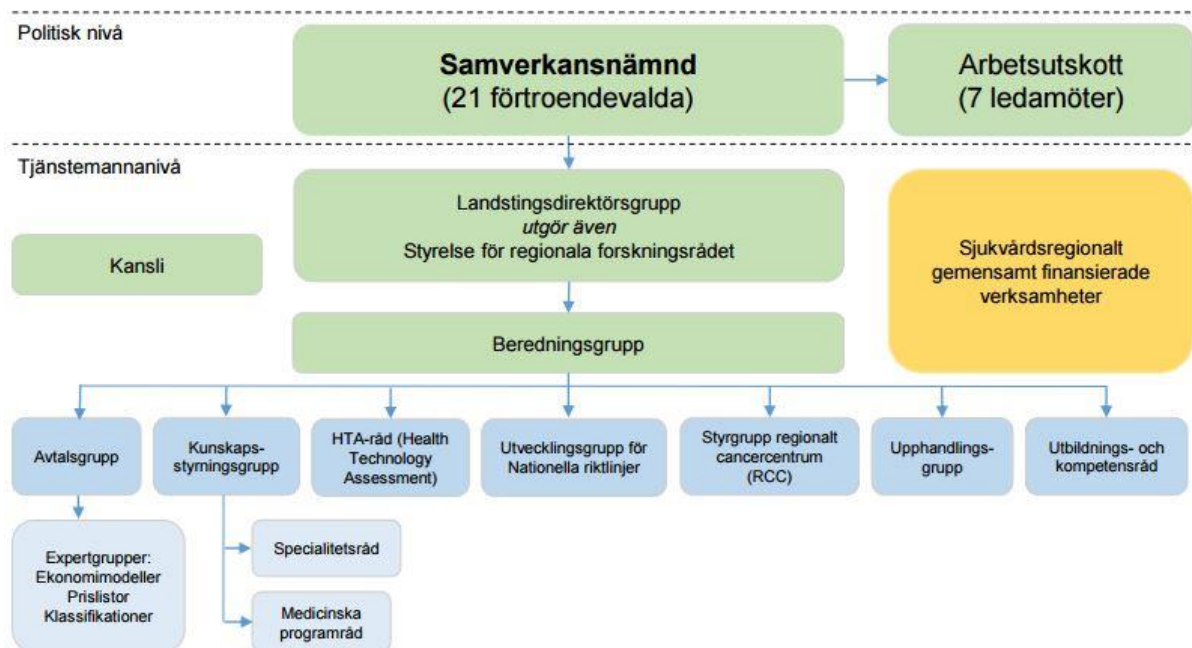 Politisk nivå
Samverkansnämnd
(21 förtroendevalda)
Arbetsutskott
(7 ledamöter)
Tjänstemannanivå
Landstingsdirektörsgrupp
utgör även
Styrelse för regionala forskningsrådet
Kansli
Sjukvårdsregionalt
gemensamt finansierade
verksamheter
Beredningsgrupp
Avtalsgrupp
Kunskaps-
styrningsgrupp
HTA-råd (Health
Technology
Assessment)
Utvecklingsgrupp för
Nationella riktlinjer
Styrgrupp regionalt
cancercentrum
(RCC)
Upphandlings-
grupp
Utbildnings- och
kompetensråd
Expertgrupper:
Ekonomimodeller
Prislistor
Klassifikationer
Specialitetsråd
Medicinska
programråd